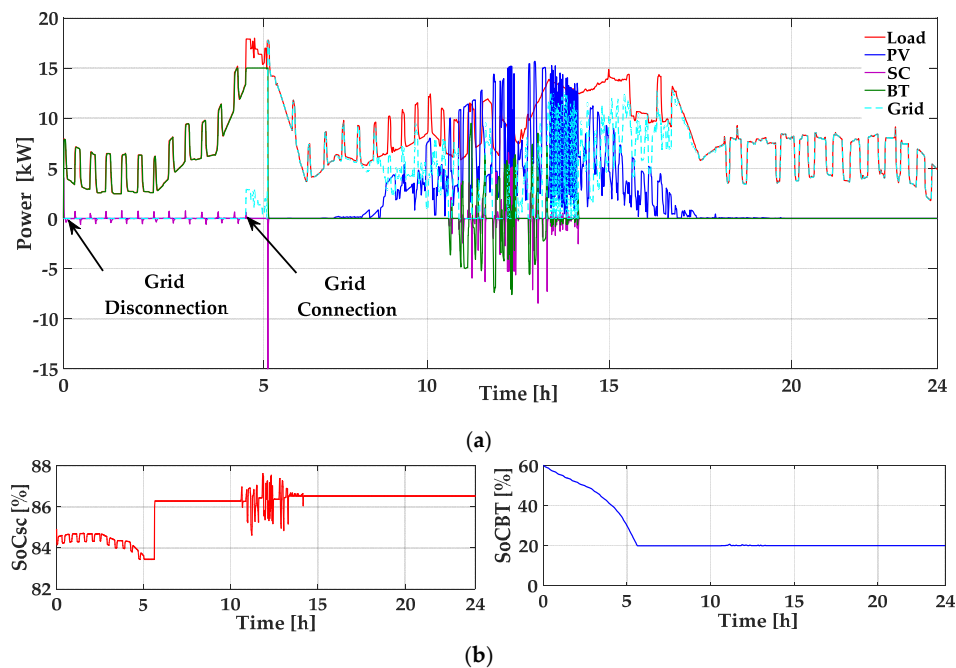 20
15
10
5
0
-5
-10
-15
Power [kW]
Load
PV
SC
BT
Grid
Grid
Disconnection
Grid
Connection
0
5
10
15
20
24
Time [h]
(a)
88
86
84
82
SoCsc [%]
0
5
10
15
20
24
Time [h]
60
40
20
0
SoCBT [%]
0
5
10
15
20
24
Time [h]
(b)